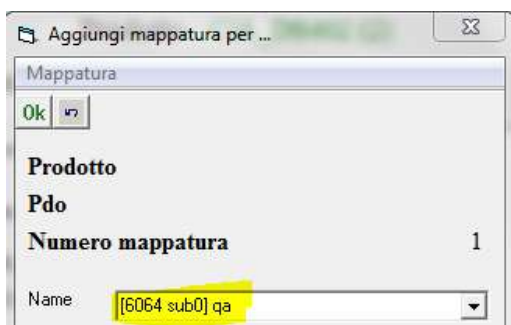 Aggiungi mappatura per ...
Mappatura
Ok
Prodotto
Pdo
Numero mappatura 1
Name [6064 sub0] qa